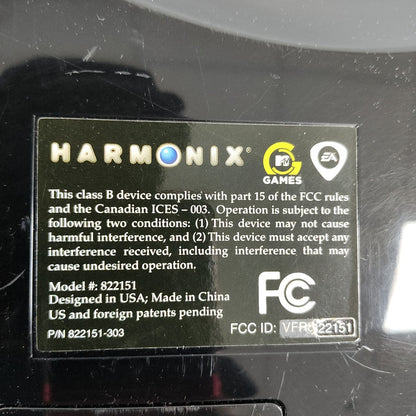 HARMONIX®
MTV
GAMES
EA
This class B device complies with part 15 of the FCC rules
and the Canadian ICES – 003. Operation is subject to the
following two conditions: (1) This device may not cause
harmful interference, and (2) This device must accept any
interference received, including interference that may
cause undesired operation.
Model #: 822151
Designed in USA; Made in China
US and foreign patents pending
FC
P/N 822151-303
FCC ID: VFR822151